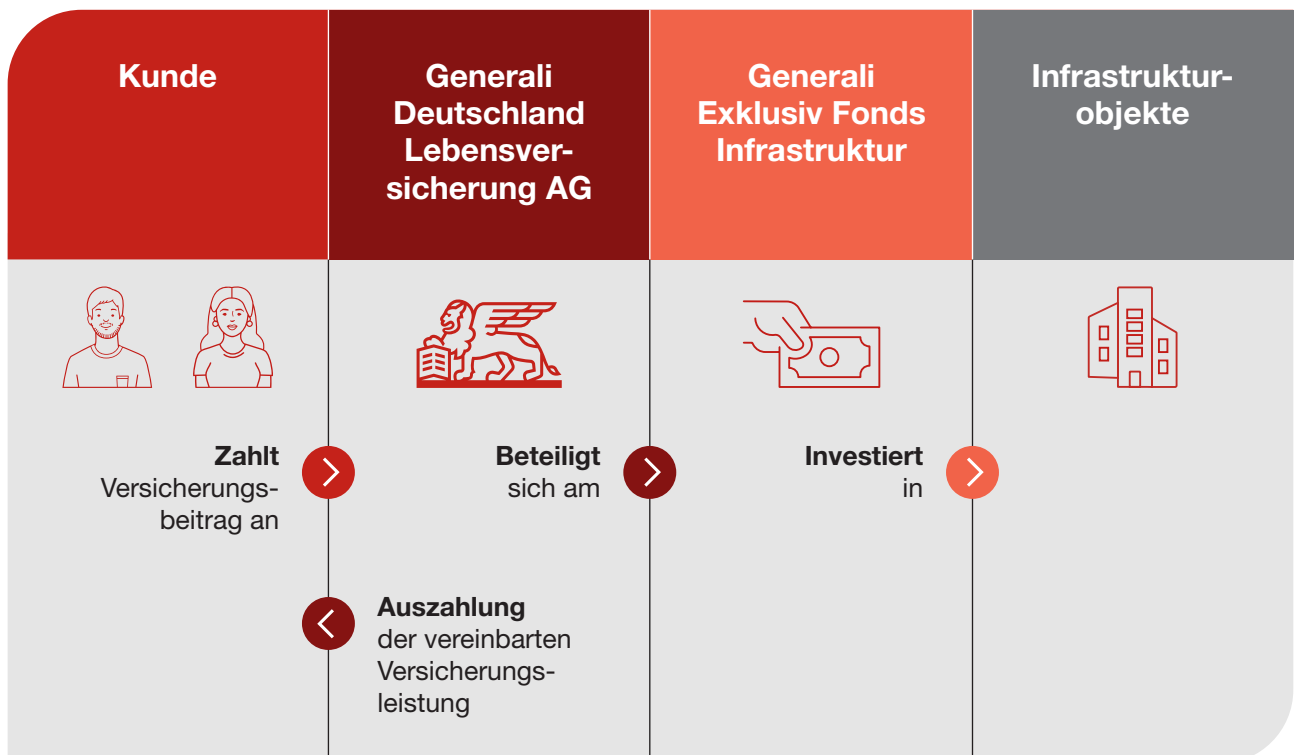 Kunde
Generali
Deutschland
Lebensver-
sicherung AG
Generali
Exklusiv Fonds
Infrastruktur
Infrastruktur-
objekte
Zahlt
Versicherungs-
beitrag an
Beteiligt
sich am
Investiert
in
Auszahlung
der vereinbarten
Versicherungs-
leistung